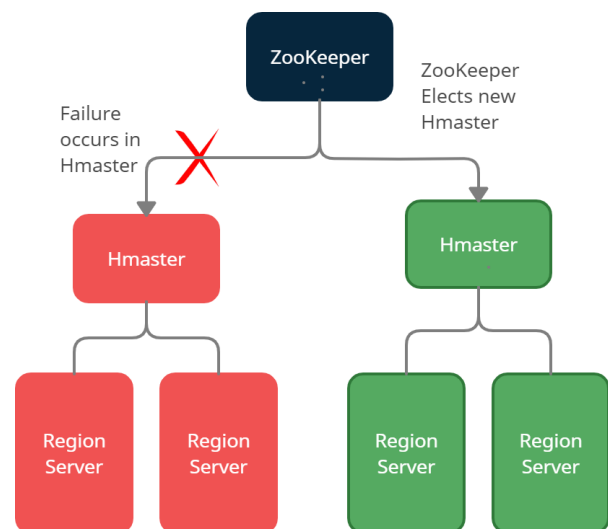 ZooKeeper
ZooKeeper
Elects new
Hmaster
Failure
occurs in
Hmaster
Hmaster
Hmaster
Region
Server
Region
Server
Region
Server
Region
Server